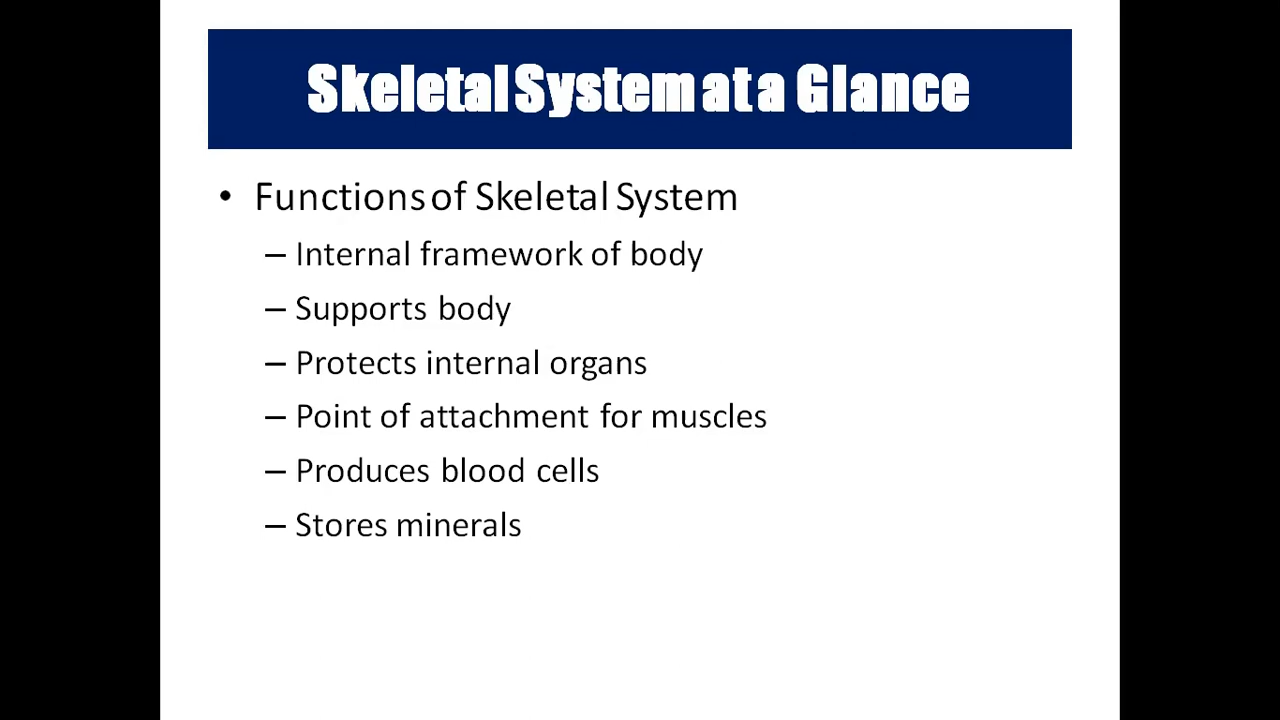 Skeletal System at a Glance
• Functions of Skeletal System
– Internal framework of body
– Supports body
– Protects internal organs
– Point of attachment for muscles
– Produces blood cells
– Stores minerals